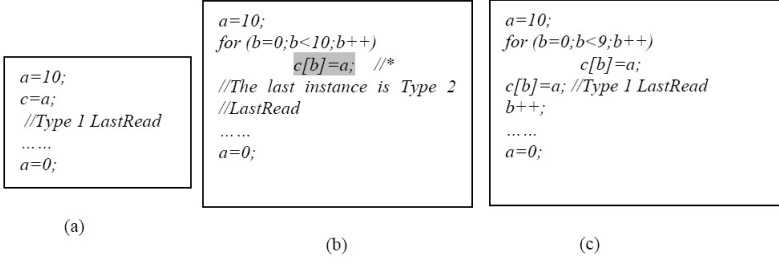 a=10;
c=a;
//Type 1 LastRead
......
a=0;
(a)
a=10;
for (b=0;b<10;b++)
c[b]=a; //*
//The last instance is Type 2
//LastRead
......
a=0;
(b)
a=10;
for (b=0;b<9;b++)
c[b]=a;
c[b]=a; //Type 1 LastRead
b++;
......
a=0;
(c)